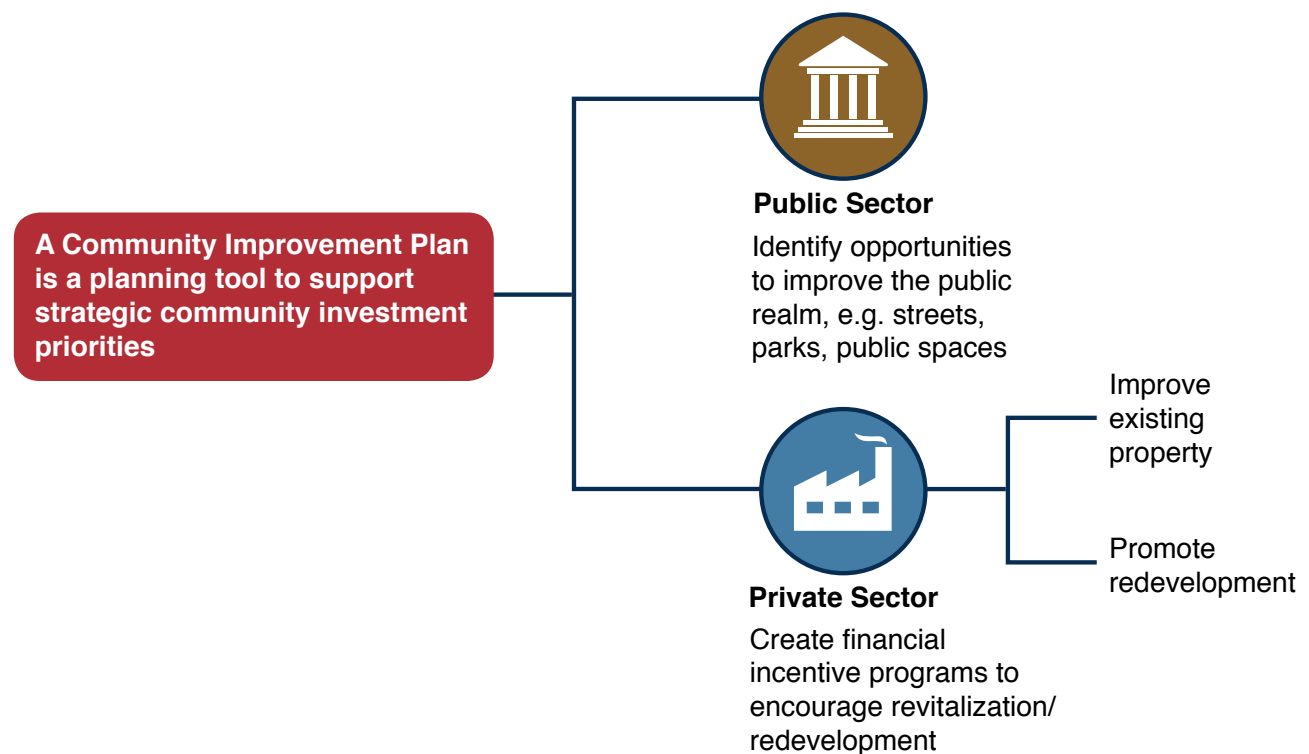 A Community Improvement Plan
is a planning tool to support
strategic community investment
priorities
Public Sector
Identify opportunities
to improve the public
realm, e.g. streets,
parks, public spaces
Private Sector
Create financial
incentive programs to
encourage revitalization/
redevelopment
Improve
existing
property
Promote
redevelopment